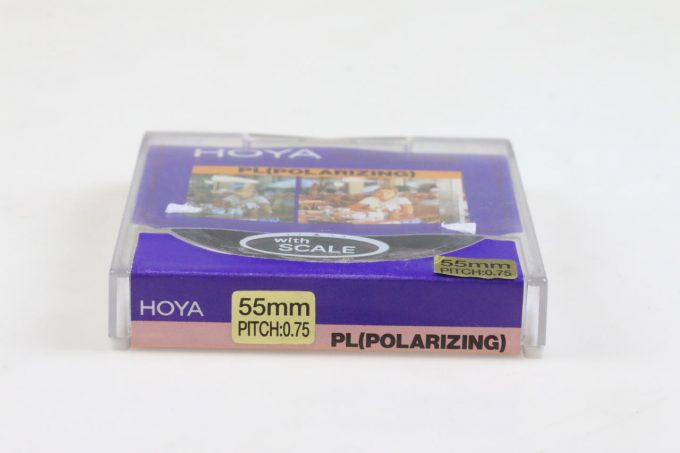 HOYA
PL(POLARIZING)
with
SCALE
55mm
PITCH:0.75
HOYA
55mm
PITCH:0.75
PL(POLARIZING)